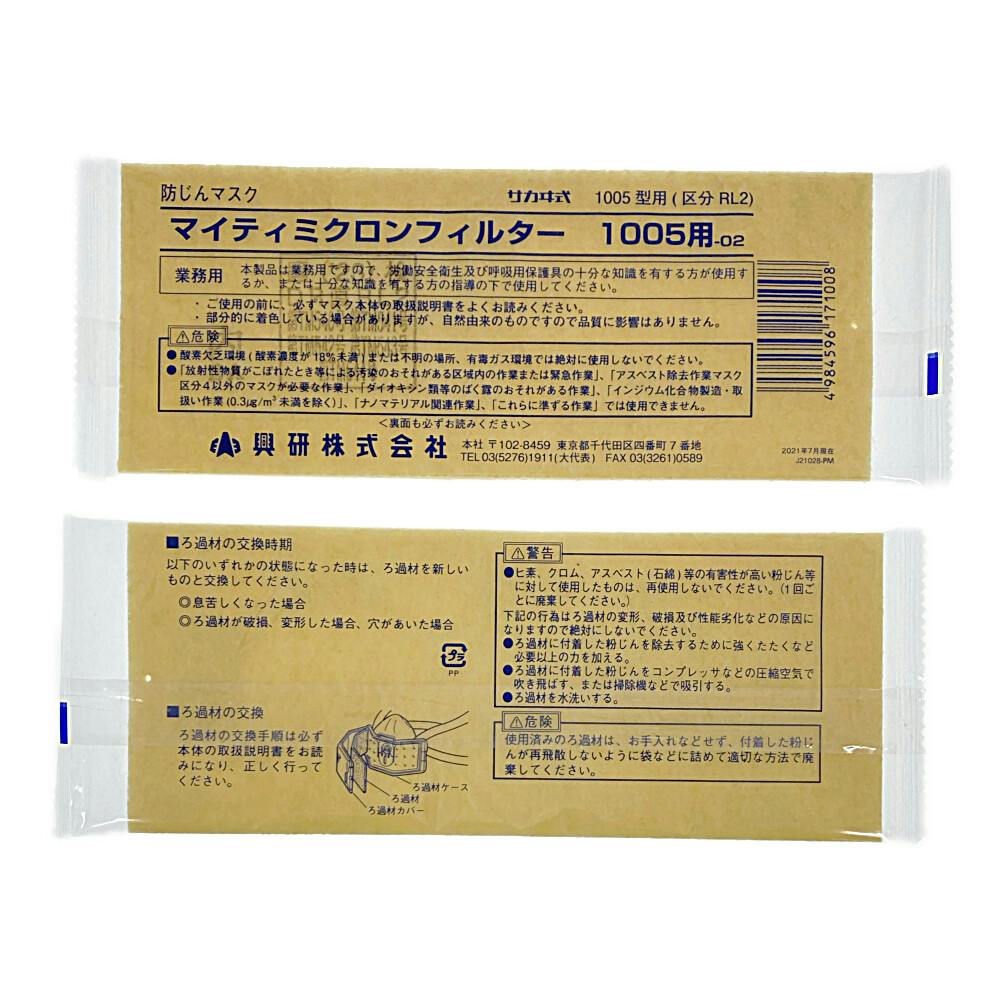 防じんマスク サカヰ式 1005 型用 ( 区分 RL2)
マイティミクロンフィルター 1005用-02
業務用
本製品は業務用ですので、労働安全衛生及び呼吸用保護具の十分な知識を有する方が使用す
るか、または十分な知識を有する方の指導の下で使用してください。
・ご使用の前に、必ずマスク本体の取扱説明書をよくお読みください。
・部分的に着色している場合がありますが、自然由来のものですので品質に影響はありません。
⚠危険
●酸素欠乏環境 ( 酸素濃度が 18% 未満 ) または不明の場所、有毒ガス環境では絶対に使用しないでください。
●「放射性物質がこぼれたとき等による汚染のおそれがある区域内の作業または緊急作業」、「アスベスト除去作業マスク
区分 4 以外のマスクが必要な作業」、「ダイオキシン類等のばく露のおそれがある作業」、「インジウム化合物製造・取
扱い作業 (0.3μg/m³ 未満を除く)」、「ナノマテリアル関連作業」、「これらに準ずる作業」では使用できません。
<裏面も必ずお読みください>
興研株式会社
本社 〒102-8459 東京都千代田区四番町 7 番地
TEL 03(5276)1911(大代表) FAX 03(3261)0589
2021年7月現在
J21028-PM
4984596171008
■ろ過材の交換時期
以下のいずれかの状態になった時は、ろ過材を新しい
ものと交換してください。
◎息苦しくなった場合
◎ろ過材が破損、変形した場合、穴があいた場合
プラ
PP
■ろ過材の交換
ろ過材の交換手順は必ず
本体の取扱説明書をお読
みになり、正しく行って
ください。
ろ過材ケース
ろ過材
ろ過材カバー
⚠警告
●ヒ素、クロム、アスベスト ( 石綿 ) 等の有害性が高い粉じん等
に対して使用したものは、再使用しないでください。(1 回ご
とに廃棄してください。)
下記の行為はろ過材の変形、破損及び性能劣化などの原因に
なりますので絶対にしないでください。
●ろ過材に付着した粉じんを除去するために強くたたくなど
必要以上の力を加える。
●ろ過材に付着した粉じんをコンプレッサなどの圧縮空気で
吹き飛ばす、または掃除機などで吸引する。
●ろ過材を水洗いする。
⚠危険
使用済みのろ過材は、お手入れなどせず、付着した粉じ
んが再飛散しないように袋などに詰めて適切な方法で廃
棄してください。